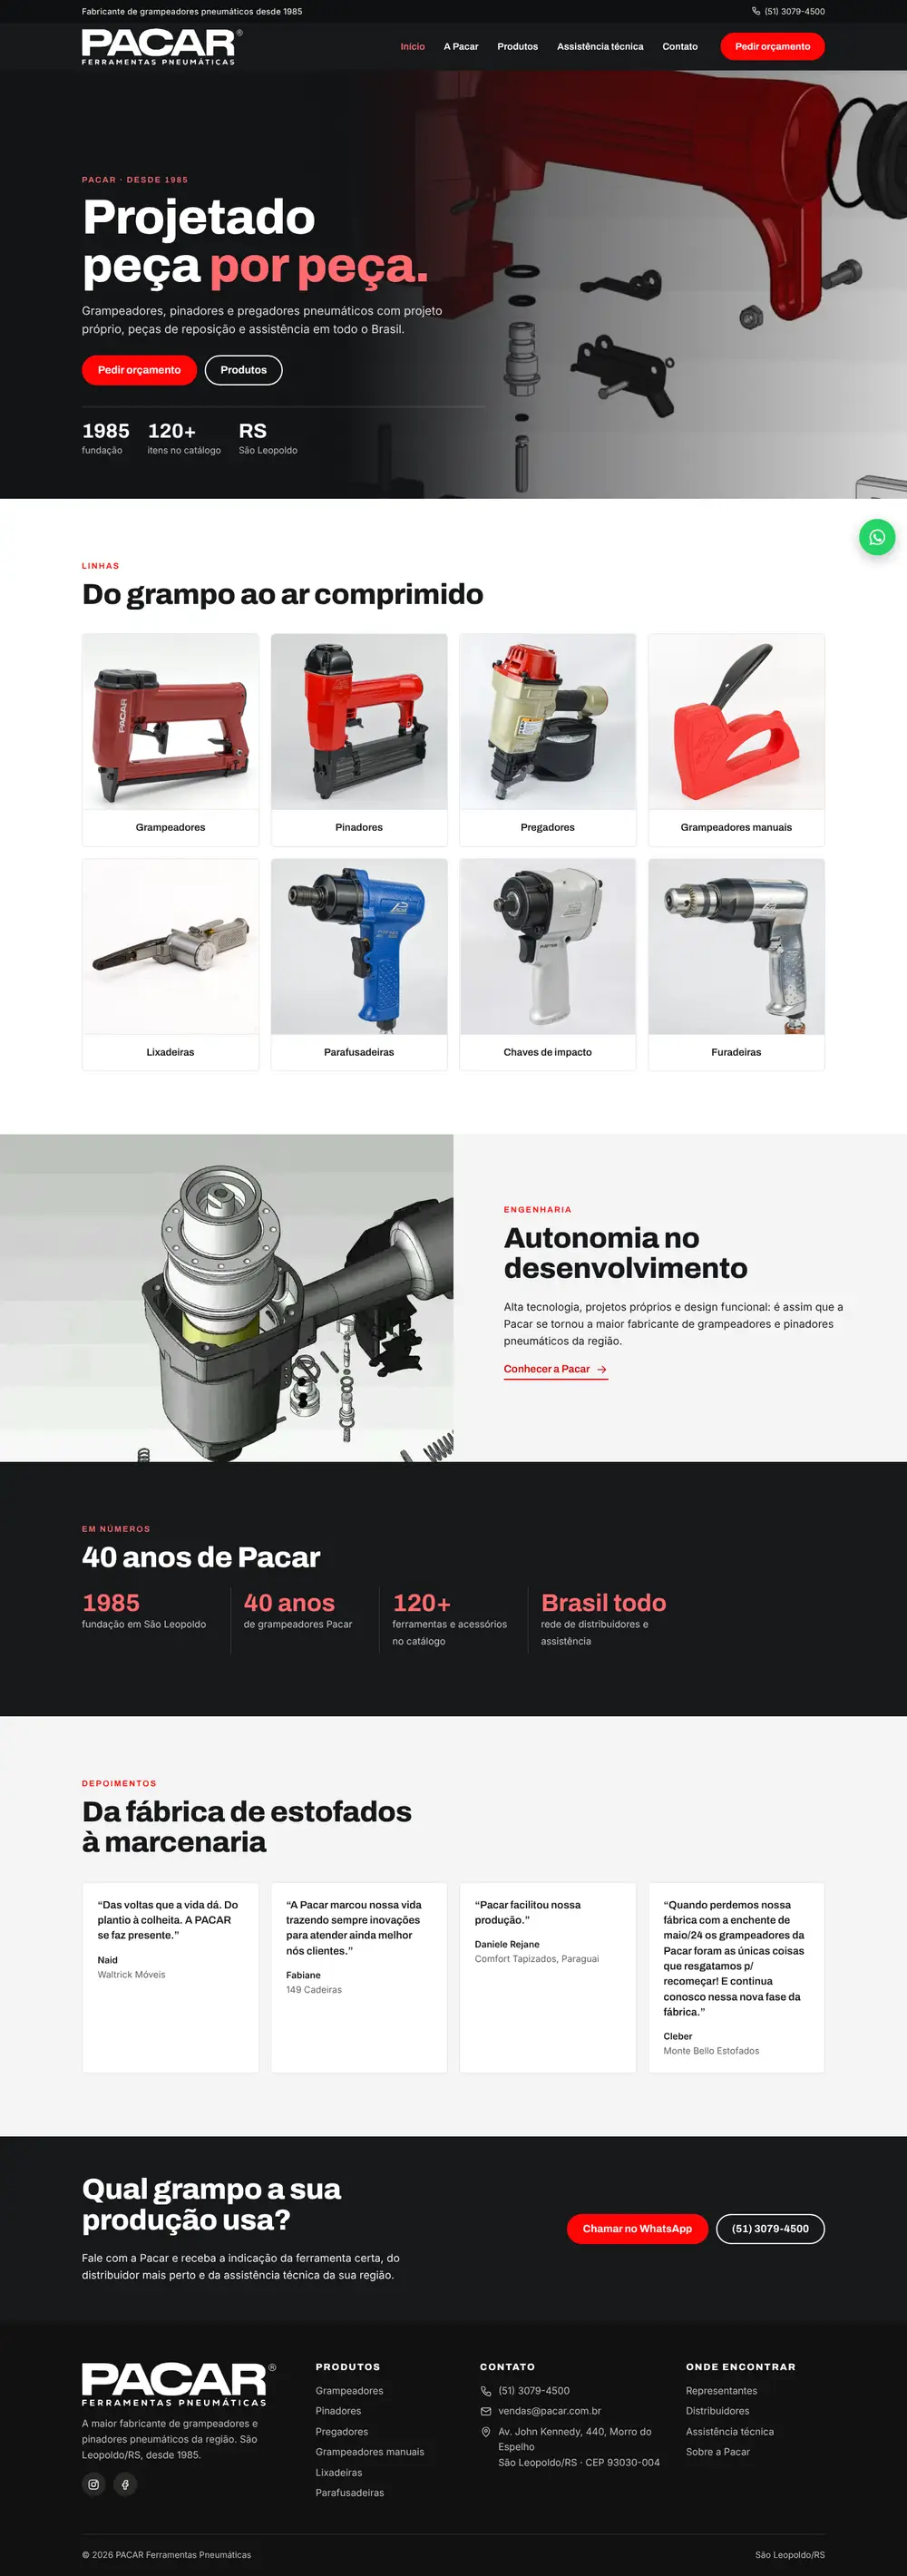 Fabricante de grampeadores pneumáticos desde 1985
(51) 3079-4500
PACAR®
FERRAMENTAS PNEUMÁTICAS
Início
A Pacar
Produtos
Assistência técnica
Contato
Pedir orçamento
PACAR · DESDE 1985
Projetado
peça por peça.
Grampeadores, pinadores e pregadores pneumáticos com projeto
próprio, peças de reposição e assistência em todo o Brasil.
Pedir orçamento
Produtos
1985
fundação
120+
itens no catálogo
RS
São Leopoldo
LINHAS
Do grampo ao ar comprimido
PACAR
Grampeadores
Pinadores
Pregadores
Grampeadores manuais
Lixadeiras
Parafusadeiras
Chaves de impacto
Furadeiras
ENGENHARIA
Autonomia no
desenvolvimento
Alta tecnologia, projetos próprios e design funcional: é assim que a
Pacar se tornou a maior fabricante de grampeadores e pinadores
pneumáticos da região.
Conhecer a Pacar →
EM NÚMEROS
40 anos de Pacar
1985
fundação em São Leopoldo
40 anos
de grampeadores Pacar
120+
ferramentas e acessórios
no catálogo
Brasil todo
rede de distribuidores e
assistência
DEPOIMENTOS
Da fábrica de estofados
à marcenaria
“Das voltas que a vida dá. Do
plantio à colheita. A PACAR
se faz presente.”
Naid
Waltrick Móveis
“A Pacar marcou nossa vida
trazendo sempre inovações
para atender ainda melhor
nós clientes.”
Fabiane
149 Cadeiras
“Pacar facilitou nossa
produção.”
Daniele Rejane
Comfort Tapizados, Paraguai
“Quando perdemos nossa
fábrica com a enchente de
maio/24 os grampeadores da
Pacar foram as únicas coisas
que resgatamos p/
recomeçar! E continua
conosco nessa nova fase da
fábrica.”
Cleber
Monte Bello Estofados
Qual grampo a sua
produção usa?
Fale com a Pacar e receba a indicação da ferramenta certa, do
distribuidor mais perto e da assistência técnica da sua região.
Chamar no WhatsApp
(51) 3079-4500
PACAR®
FERRAMENTAS PNEUMÁTICAS
A maior fabricante de grampeadores e
pinadores pneumáticos da região. São
Leopoldo/RS, desde 1985.
PRODUTOS
Grampeadores
Pinadores
Pregadores
Grampeadores manuais
Lixadeiras
Parafusadeiras
CONTATO
(51) 3079-4500
vendas@pacar.com.br
Av. John Kennedy, 440, Morro do
Espelho
São Leopoldo/RS · CEP 93030-004
ONDE ENCONTRAR
Representantes
Distribuidores
Assistência técnica
Sobre a Pacar
© 2026 PACAR Ferramentas Pneumáticas
São Leopoldo/RS